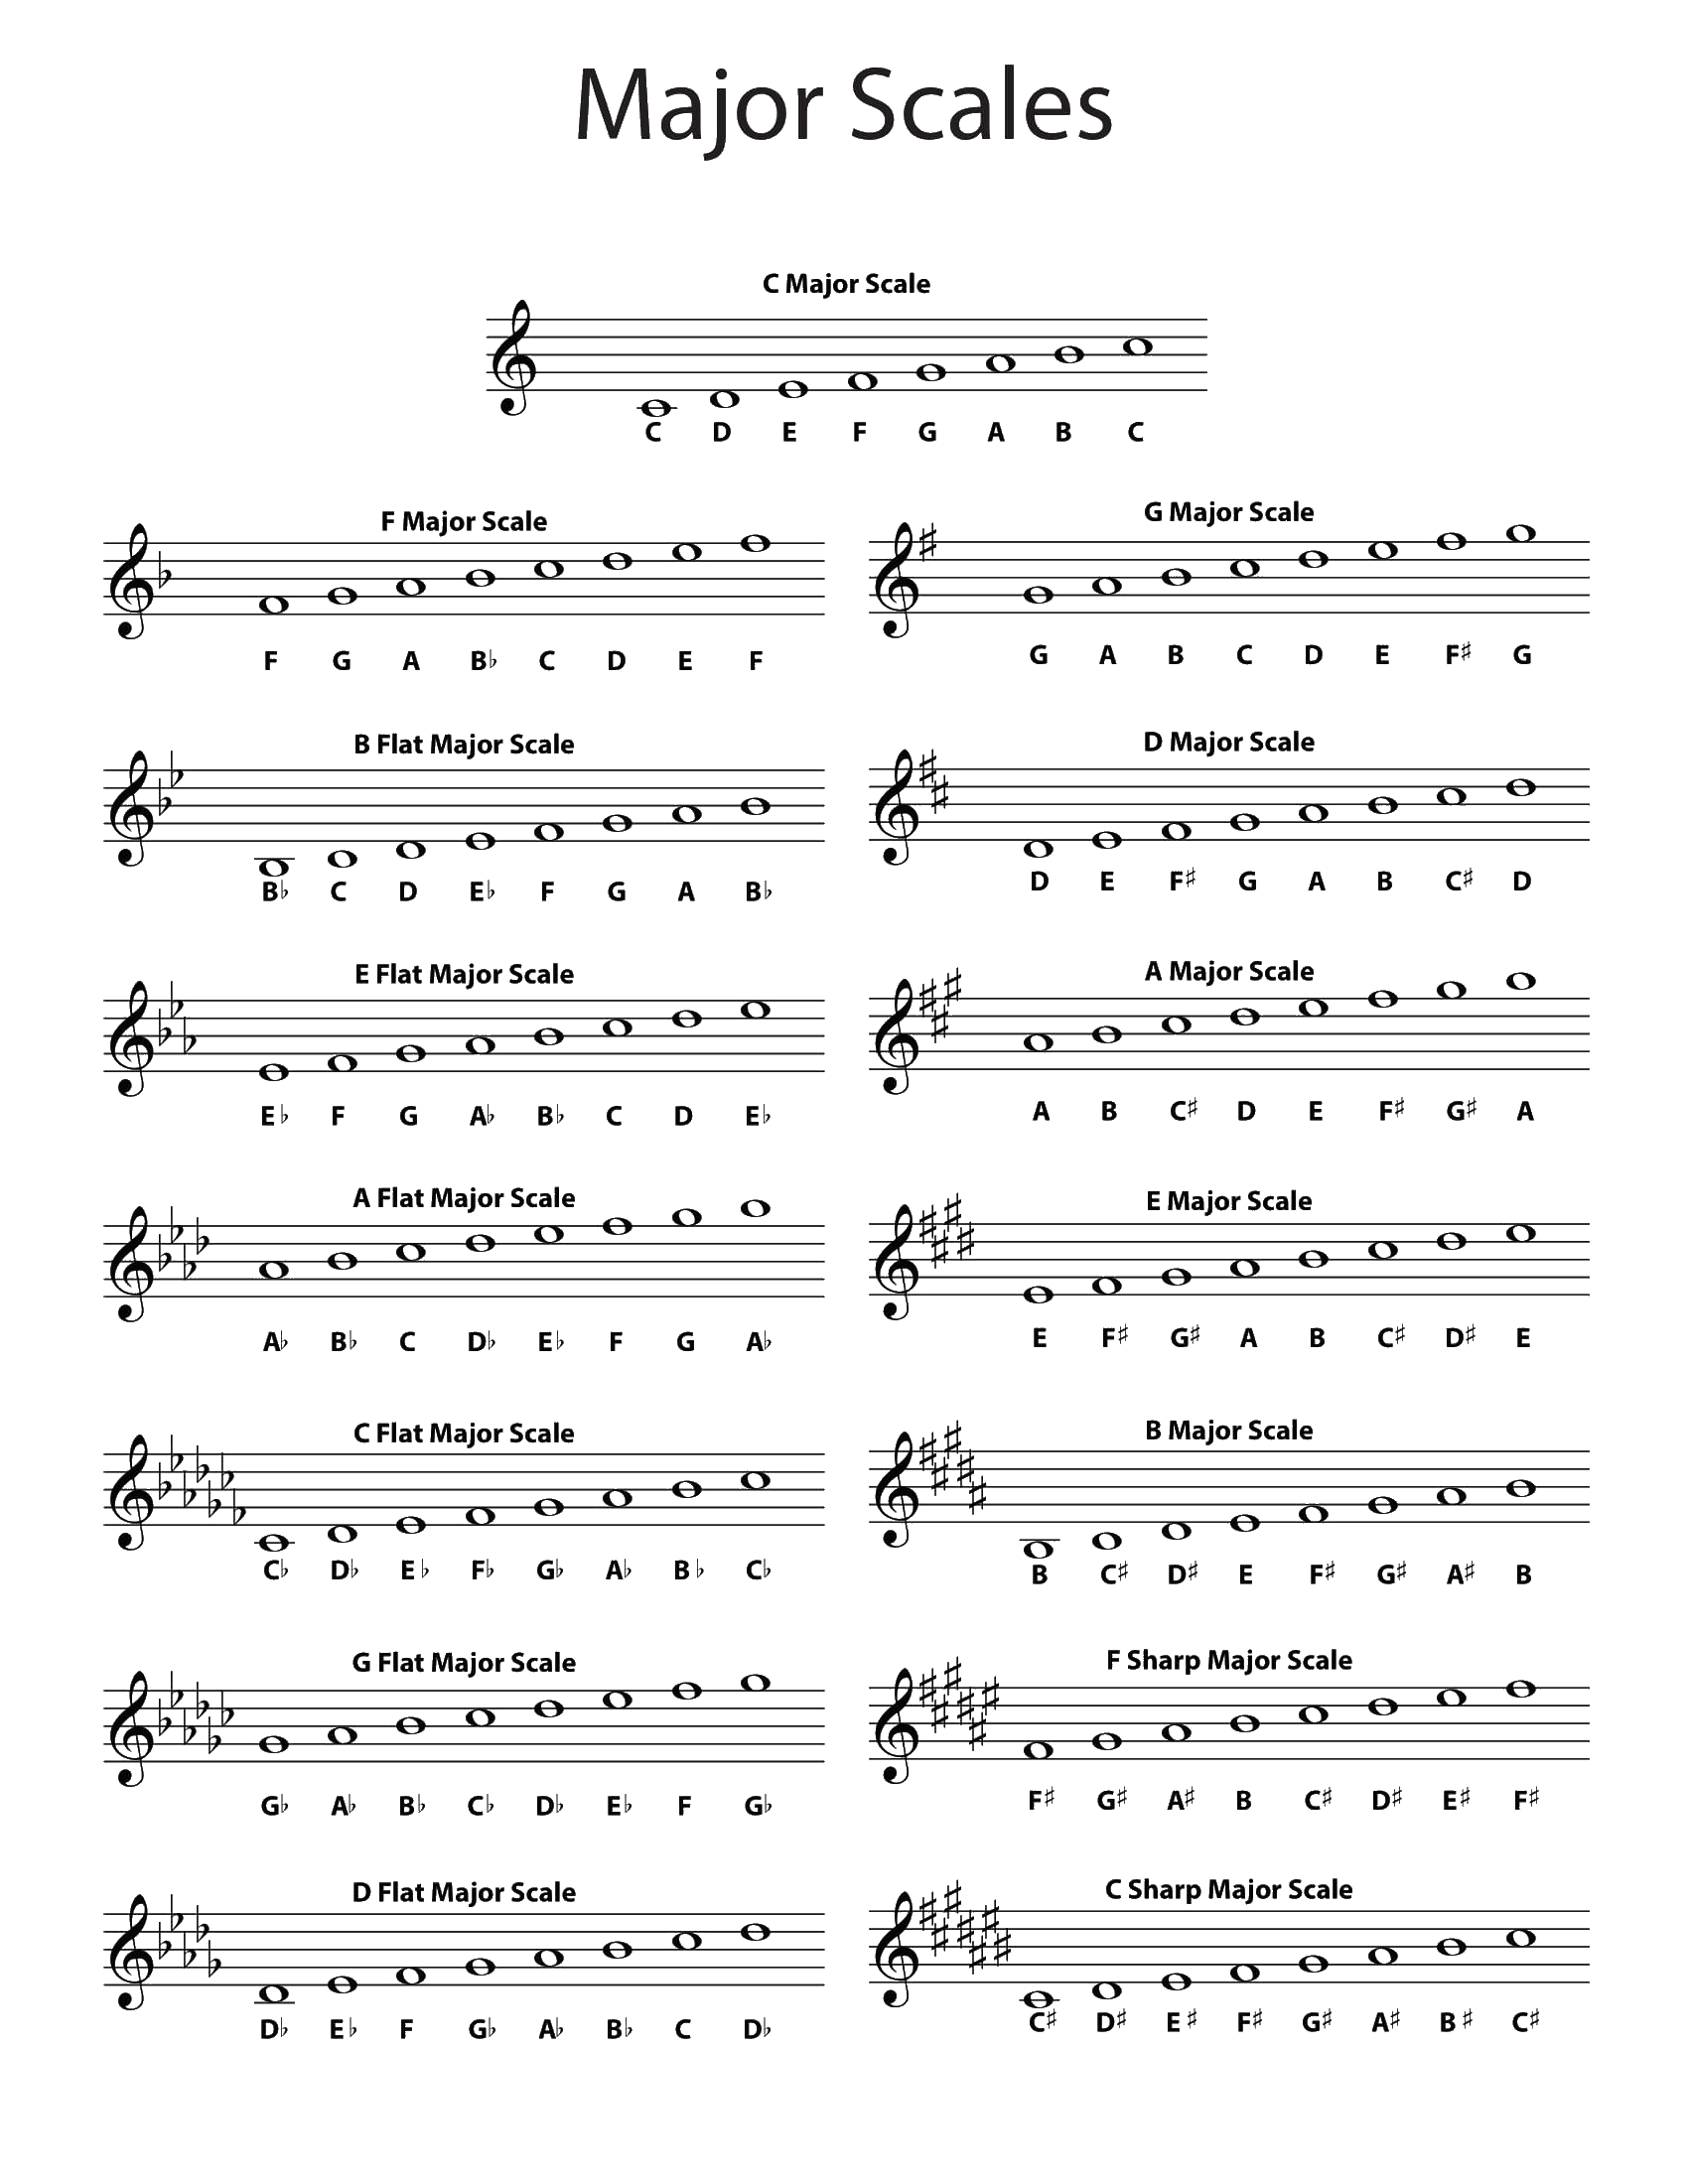 Major Scales
C Major Scale
C D E F G A B C
F Major Scale
F G A B♭ C D E F
G Major Scale
G A B C D E F♯ G
B Flat Major Scale
B♭ C D E♭ F G A B♭
D Major Scale
D E F♯ G A B C♯ D
E Flat Major Scale
E♭ F G A♭ B♭ C D E♭
A Major Scale
A B C♯ D E F♯ G♯ A
A Flat Major Scale
A♭ B♭ C D♭ E♭ F G A♭
E Major Scale
E F♯ G♯ A B C♯ D♯ E
C Flat Major Scale
C♭ D♭ E♭ F♭ G♭ A♭ B♭ C♭
B Major Scale
B C♯ D♯ E F♯ G♯ A♯ B
G Flat Major Scale
G♭ A♭ B♭ C♭ D♭ E♭ F G♭
F Sharp Major Scale
F♯ G♯ A♯ B C♯ D♯ E♯ F♯
D Flat Major Scale
D♭ E♭ F G♭ A♭ B♭ C D♭
C Sharp Major Scale
C♯ D♯ E♯ F♯ G♯ A♯ B♯ C♯